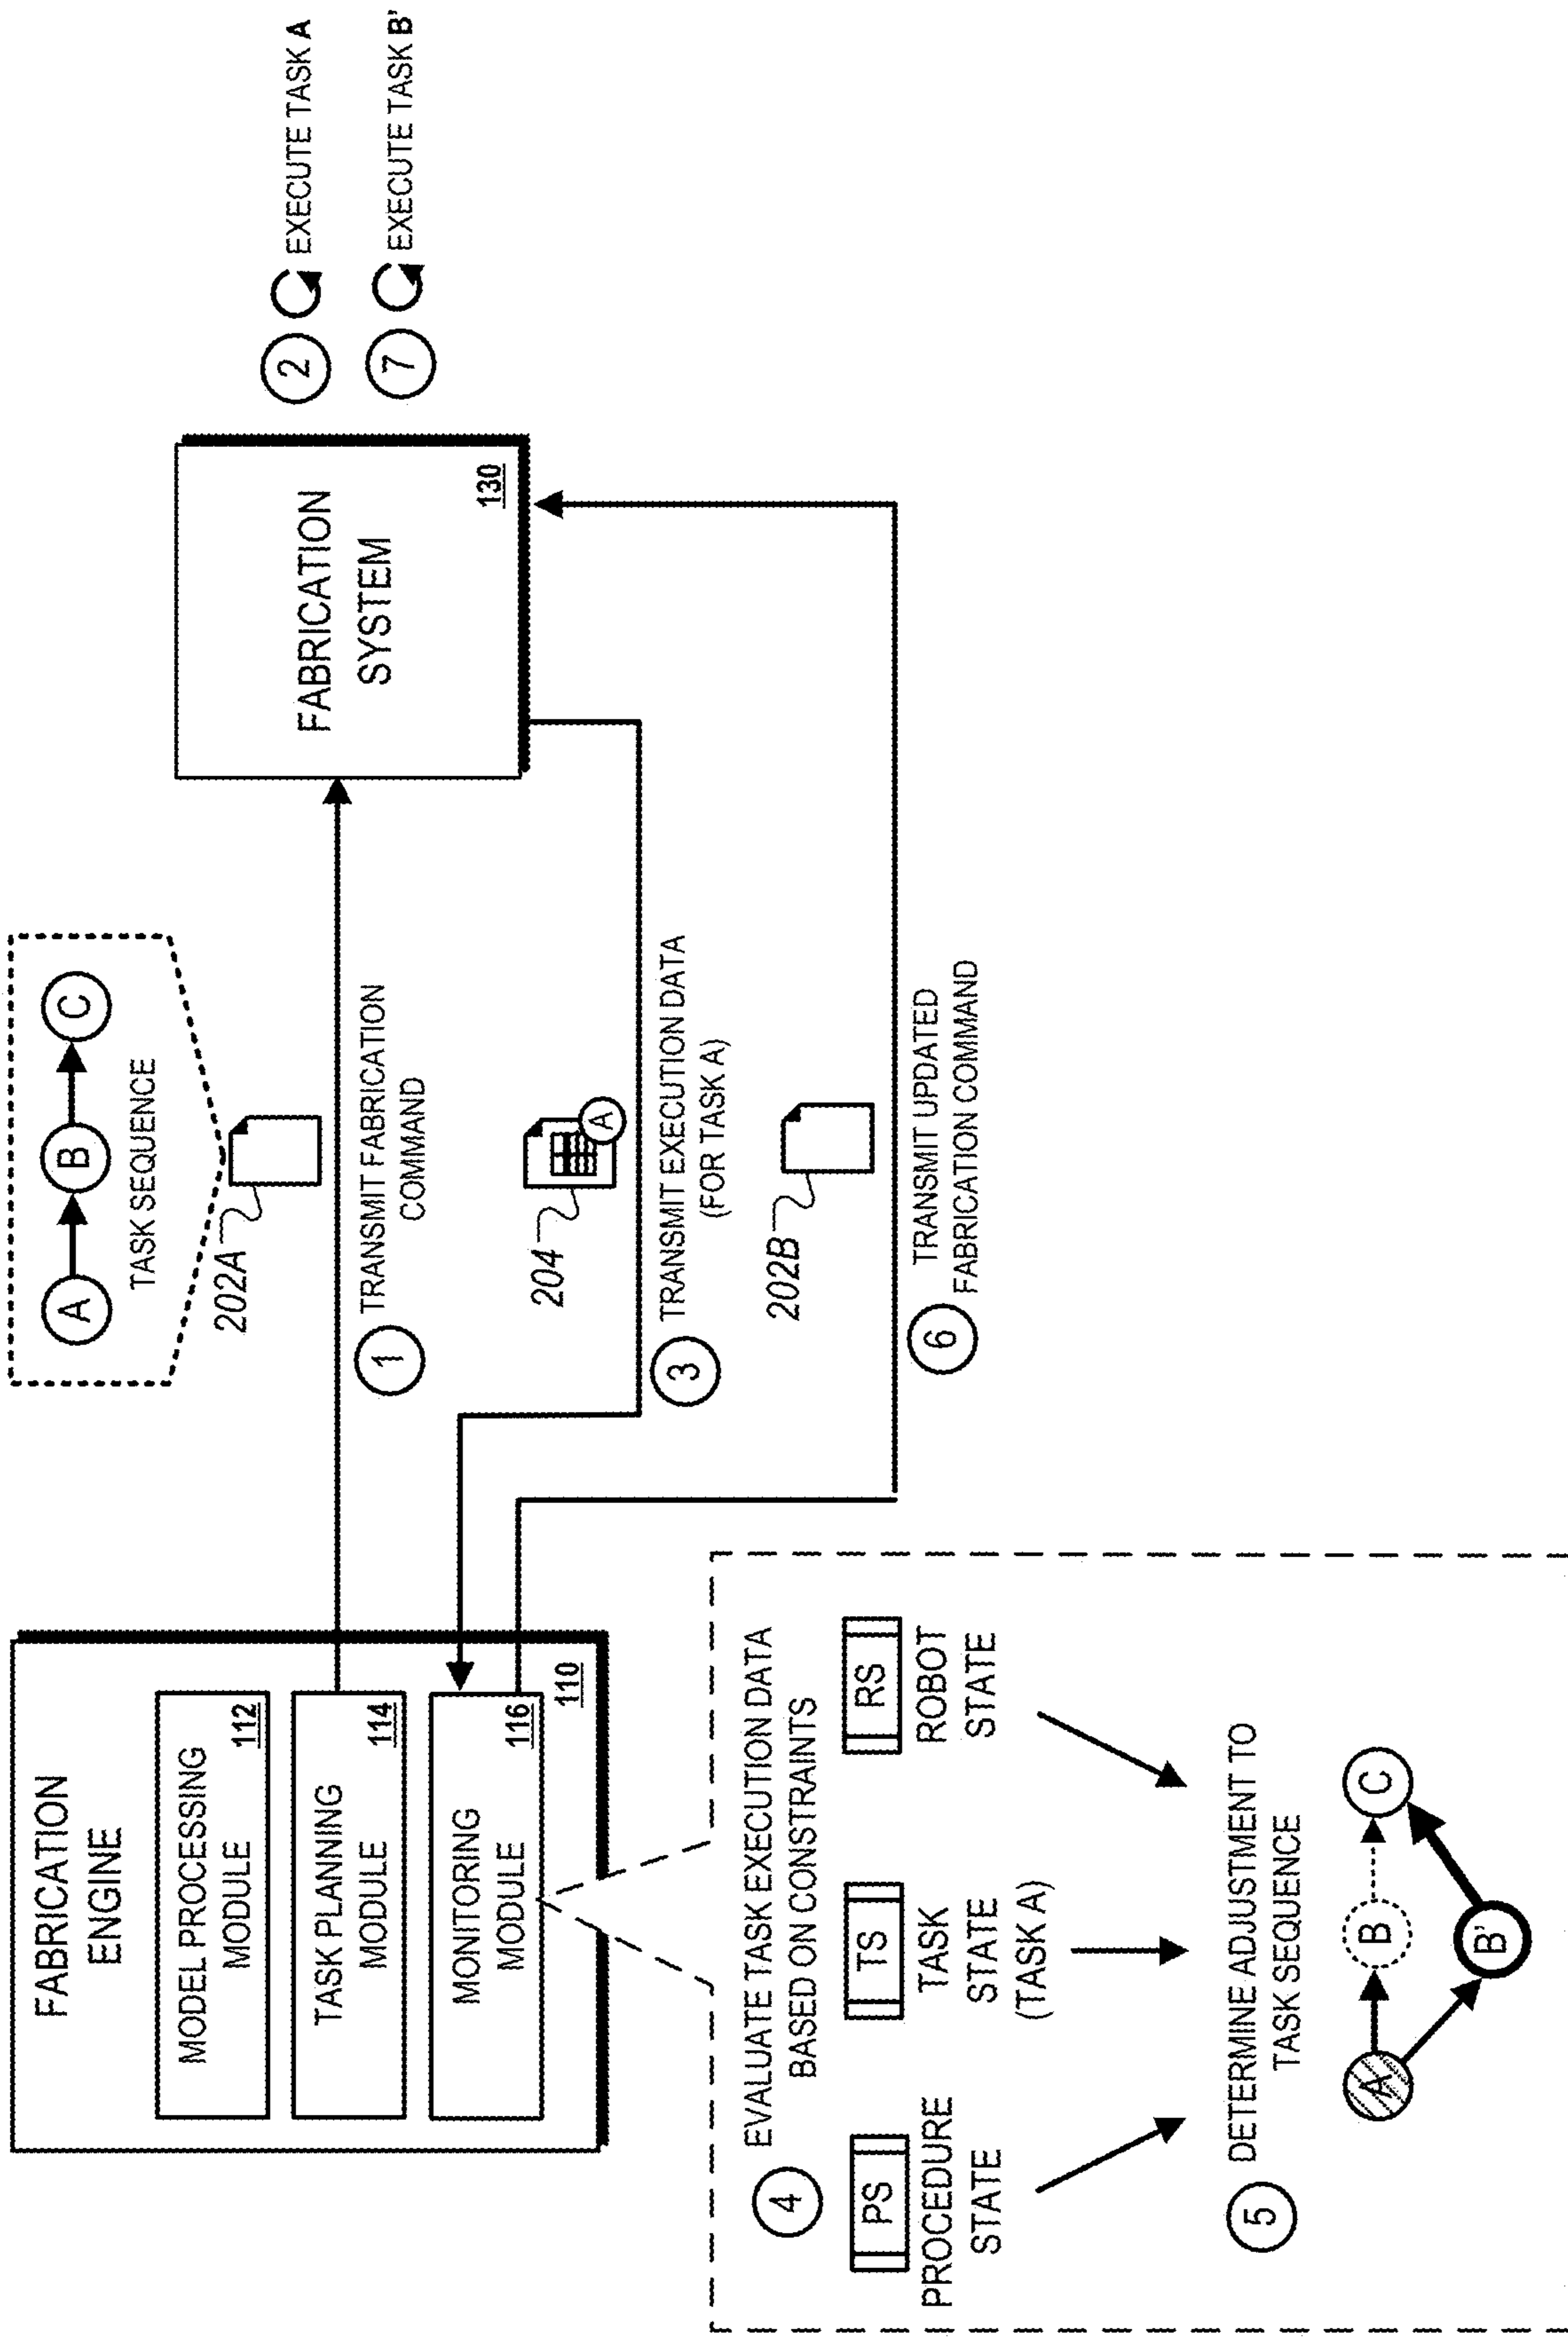 FABRICATION
ENGINE
MODEL PROCESSING
MODULE
112
TASK PLANNING
MODULE
114
MONITORING
MODULE
116
110
A
B
C
TASK SEQUENCE
202A
1
TRANSMIT FABRICATION
COMMAND
204
A
3
TRANSMIT EXECUTION DATA
(FOR TASK A)
202B
6
TRANSMIT UPDATED
FABRICATION COMMAND
FABRICATION
SYSTEM
130
2
EXECUTE TASK A
7
EXECUTE TASK B'
4
EVALUATE TASK EXECUTION DATA
BASED ON CONSTRAINTS
PS
PROCEDURE
STATE
TS
TASK
STATE
(TASK A)
RS
ROBOT
STATE
5
DETERMINE ADJUSTMENT TO
TASK SEQUENCE
A
B
C
B'